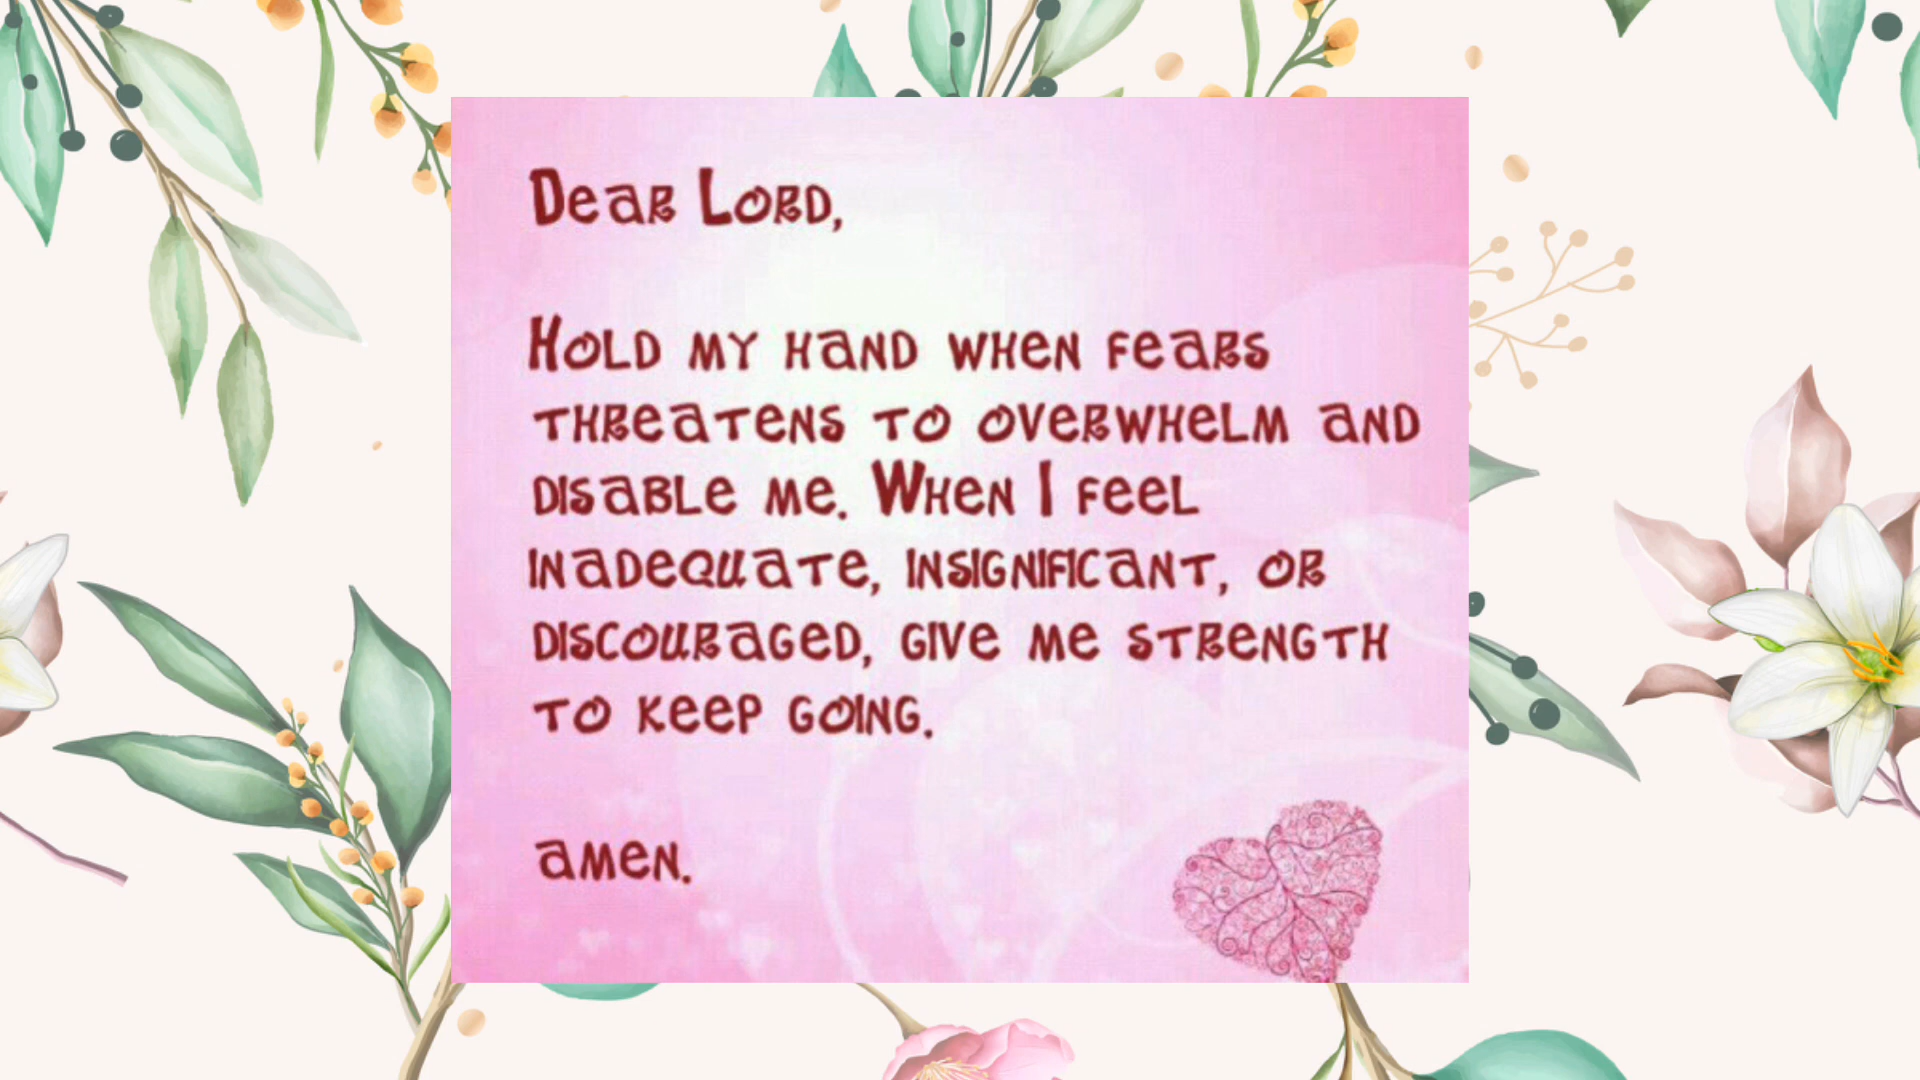 Dear Lord,
Hold my hand when fears
threatens to overwhelm and
disable me. When I feel
inadequate, insignificant, or
discouraged, give me strength
to keep going.
amen.